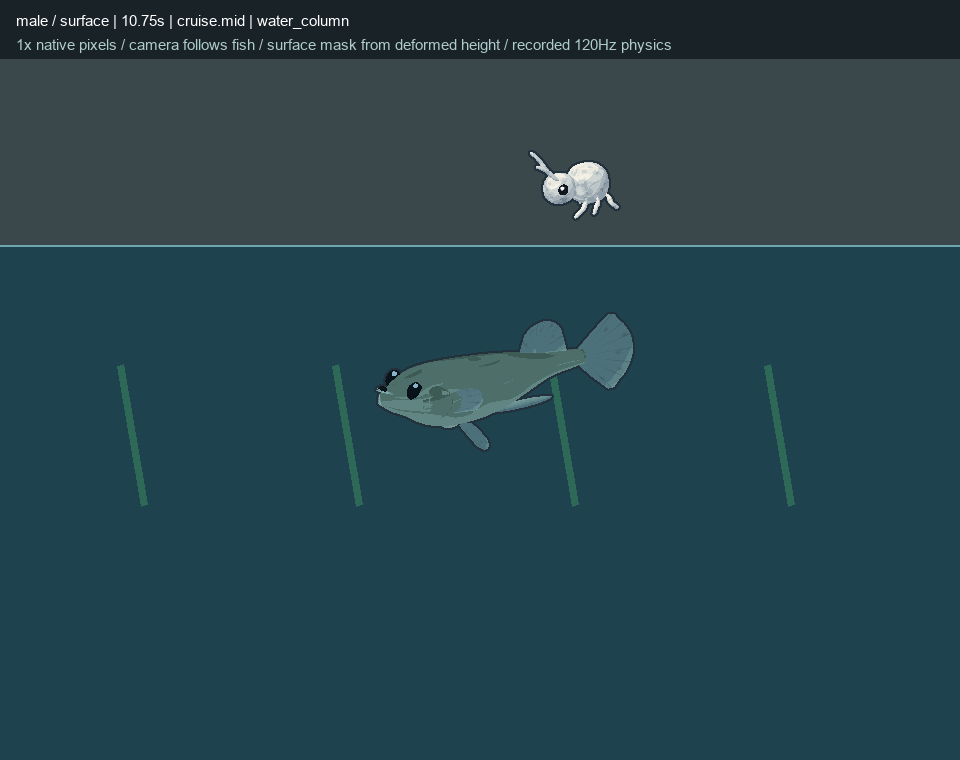 male / surface | 10.75s | cruise.mid | water_column
1x native pixels / camera follows fish / surface mask from deformed height / recorded 120Hz physics